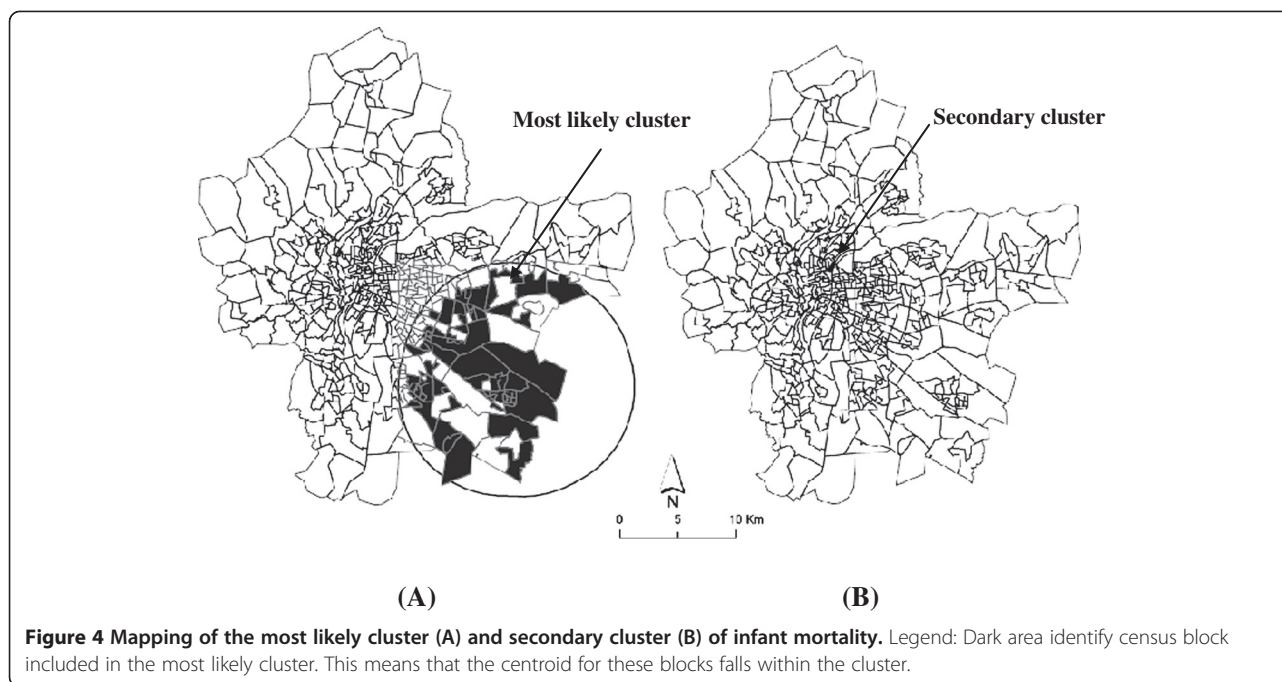 Most likely cluster
Secondary cluster
N
0 5 10 Km
(A) (B)
Figure 4 Mapping of the most likely cluster (A) and secondary cluster (B) of infant mortality. Legend: Dark area identify census block
included in the most likely cluster. This means that the centroid for these blocks falls within the cluster.